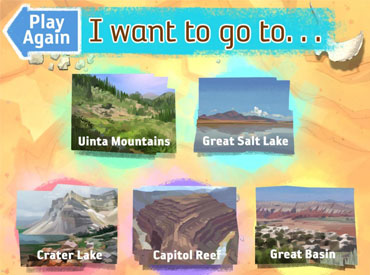 Play
Again
I want to go to...
Uinta Mountains
Great Salt Lake
Crater Lake
Capitol Reef
Great Basin